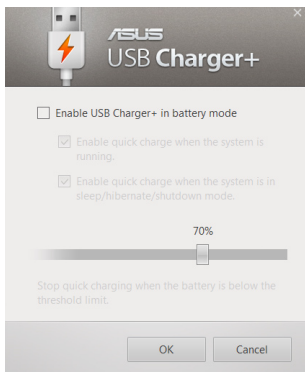 ASUS
USB Charger+
Enable USB Charger+ in battery mode
Enable quick charge when the system is
running.
Enable quick charge when the system is in
sleep/hibernate/shutdown mode.
70%
Stop quick charging when the battery is below the
threshold limit.
OK Cancel